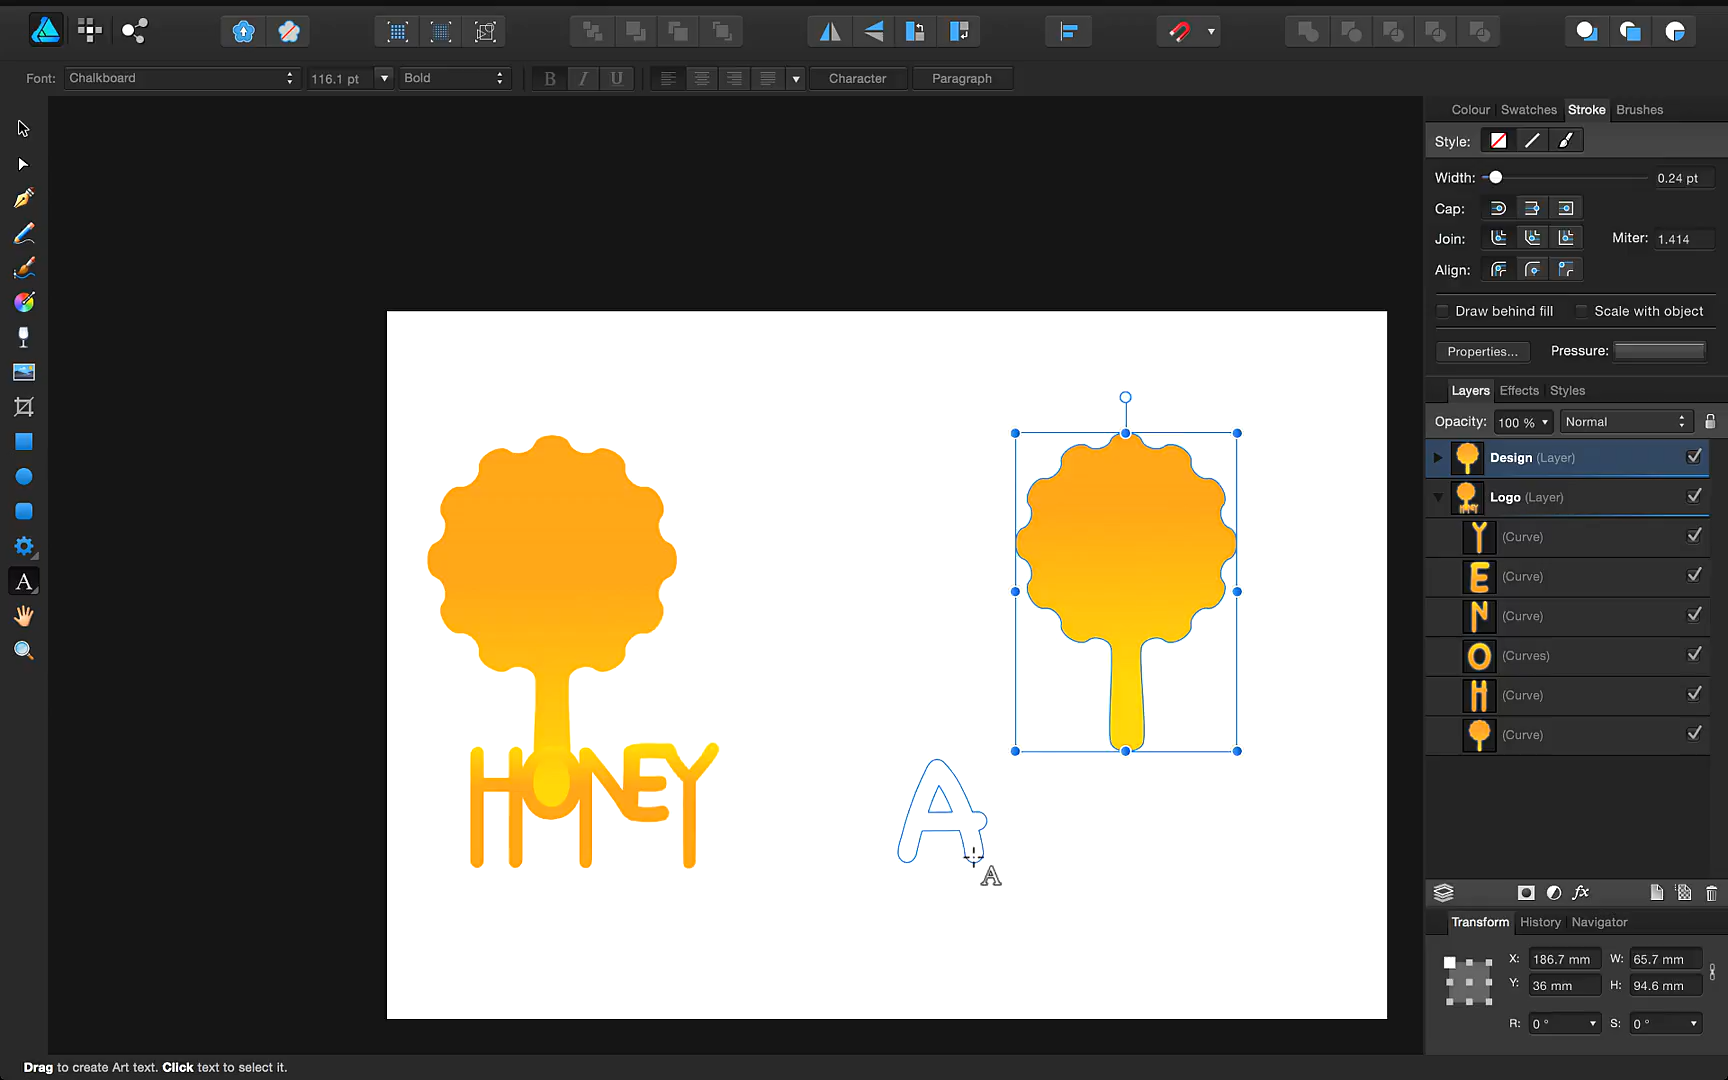 Font: Chalkboard 116.1 pt Bold B I U Character Paragraph
Colour Swatches Stroke Brushes
Style:
Width: 0.24 pt
Cap:
Join: Miter: 1.414
Align:
Draw behind fill Scale with object
Properties... Pressure:
Layers Effects Styles
Opacity: 100 % Normal
Design (Layer)
Logo (Layer)
HONEY
Y (Curve)
E (Curve)
N (Curve)
O (Curves)
H (Curve)
(Curve)
HONEY
A
A
A
fx
Transform History Navigator
X: 186.7 mm W: 65.7 mm
Y: 36 mm H: 94.6 mm
R: 0 ° S: 0 °
Drag to create Art text. Click text to select it.